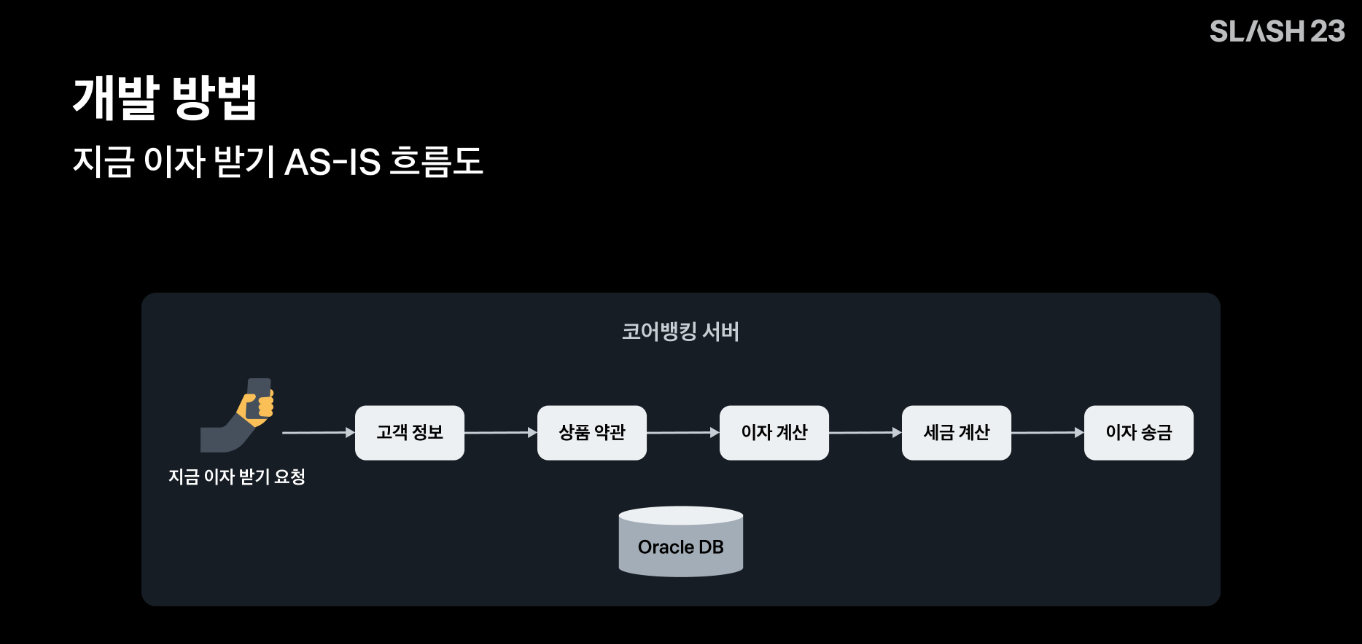 SLASH 23
개발 방법
지금 이자 받기 AS-IS 흐름도
코어뱅킹 서버
지금 이자 받기 요청
고객 정보
상품 약관
이자 계산
세금 계산
이자 송금
Oracle DB